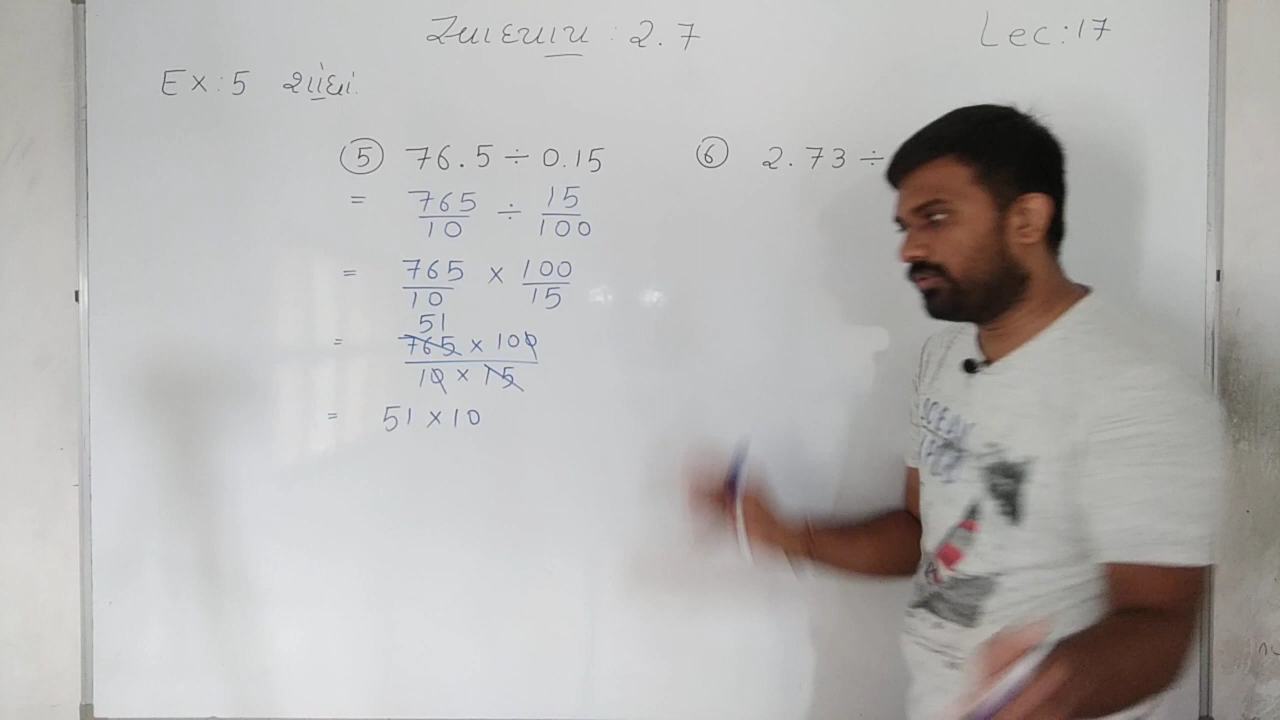 સ્વાધ્યાય : 2.7
Lec:17
Ex:5 શોધો.
⑤ 76.5 ÷ 0.15
= 765/10 ÷ 15/100
= 765/10 × 100/15
51
= 765 × 100 / 10 × 15
= 51 × 10
⑥ 2.73 ÷
OCEAN